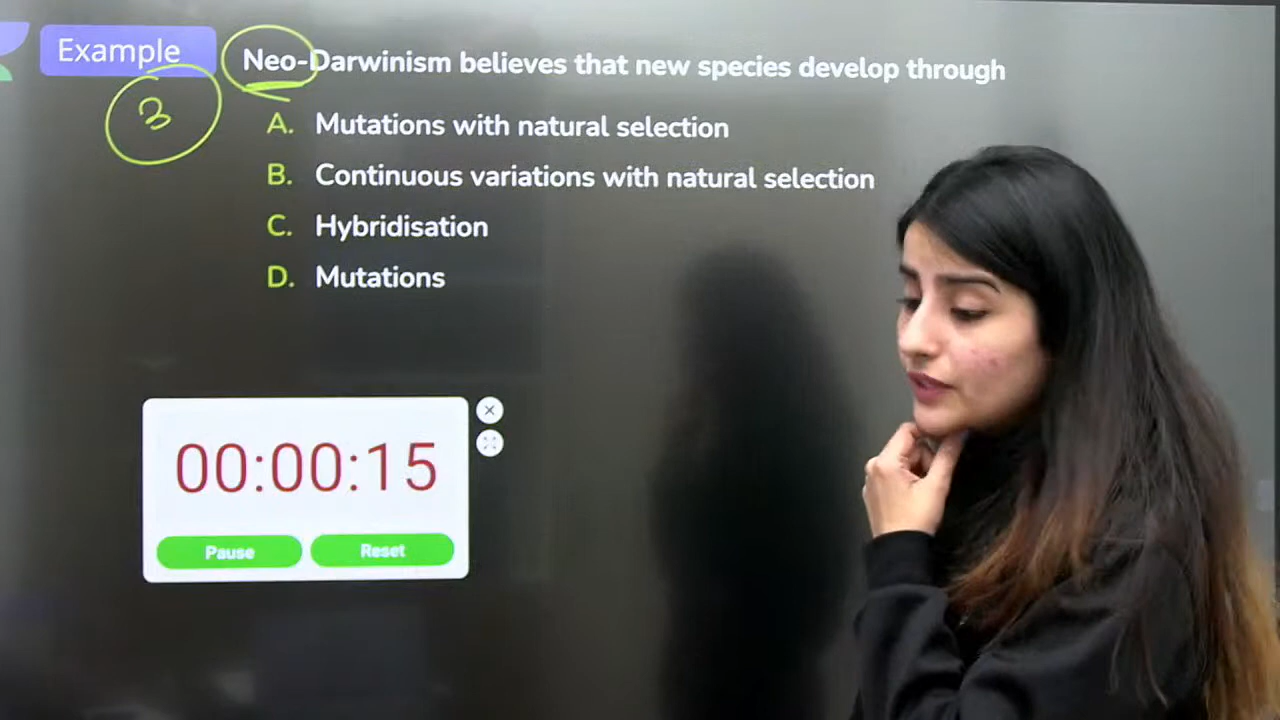 Example
Neo-Darwinism believes that new species develop through
3
A. Mutations with natural selection
B. Continuous variations with natural selection
C. Hybridisation
D. Mutations
00:00:15
Pause
Reset